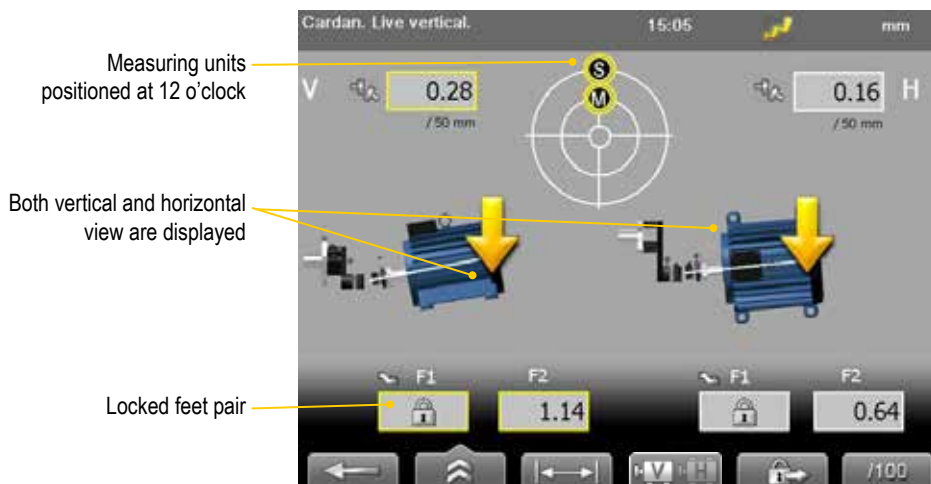 Cardan. Live vertical. 15:05 mm
Measuring units
positioned at 12 o'clock
V 0.28 S M 0.16 H
/ 50 mm / 50 mm
Both vertical and horizontal
view are displayed
F1 F2 F1 F2
Locked feet pair
1.14 0.64
V H /100